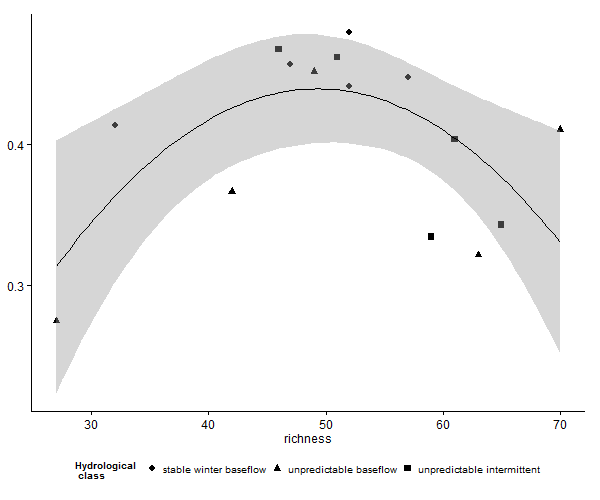 0.4
0.3
30 40 50 60 70
richness
Hydrological
class
stable winter baseflow unpredictable baseflow unpredictable intermittent